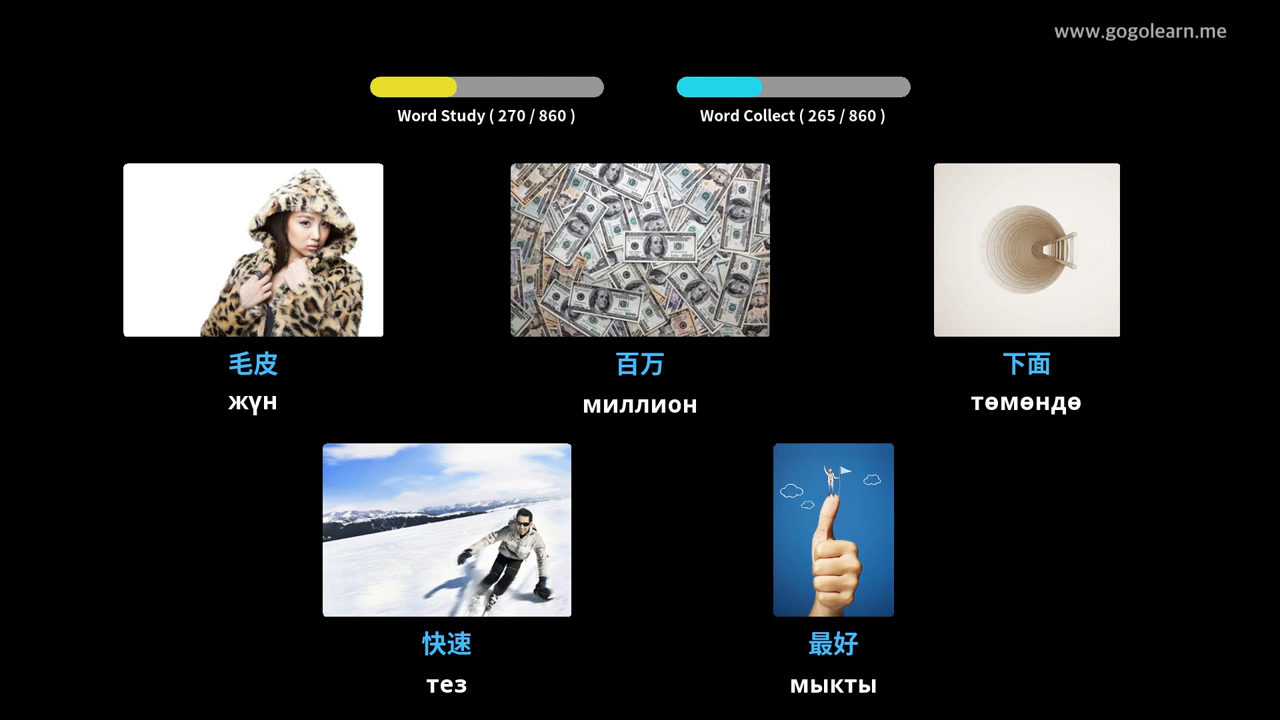 www.gogolearn.me
Word Study ( 270 / 860 )
Word Collect ( 265 / 860 )
毛皮
жүн
百万
миллион
下面
төмөндө
快速
тез
最好
мыкты